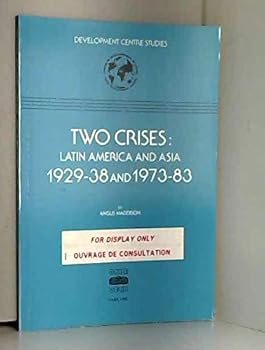 DEVELOPMENT CENTRE STUDIES
TWO CRISES:
LATIN AMERICA AND ASIA
1929-38 AND 1973-83
BY
ANGUS MADDISON
FOR DISPLAY ONLY
OUVRAGE DE CONSULTATION